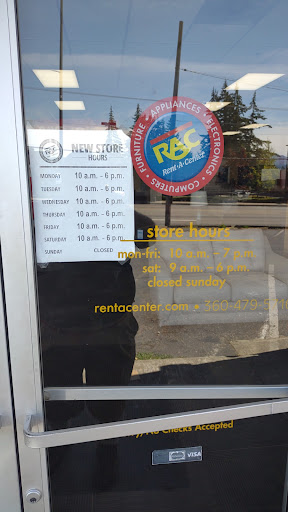 NEW STORE
HOURS
MONDAY 10 a.m. - 6 p.m.
TUESDAY 10 a.m. - 6 p.m.
WEDNESDAY 10 a.m. - 6 p.m.
THURSDAY 10 a.m. - 6 p.m.
FRIDAY 10 a.m. - 6 p.m.
SATURDAY 10 a.m. - 6 p.m.
SUNDAY CLOSED
FURNITURE • APPLIANCES • ELECTRONICS • COMPUTERS •
RAC
Rent-A-Center
store hours
mon-fri: 10 a.m. - 7 p.m.
sat: 9 a.m. - 6 p.m.
closed sunday
rentacenter.com • 360-479-
Checks Accepted
VISA